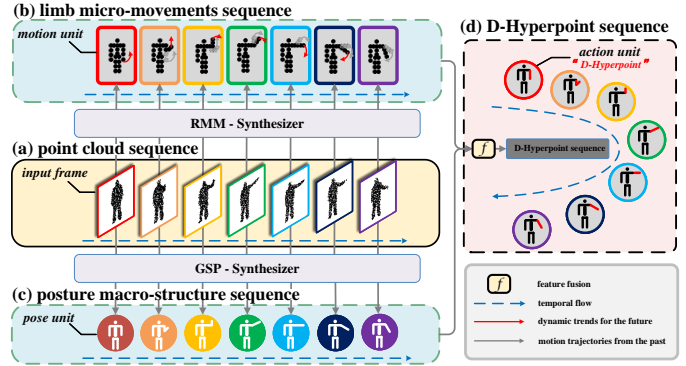 (b) limb micro-movements sequence
motion unit
RMM - Synthesizer
(a) point cloud sequence
input frame
GSP - Synthesizer
(c) posture macro-structure sequence
pose unit
(d) D-Hyperpoint sequence
action unit
" D-Hyperpoint "
f
D-Hyperpoint sequence
f feature fusion
temporal flow
dynamic trends for the future
motion trajectories from the past